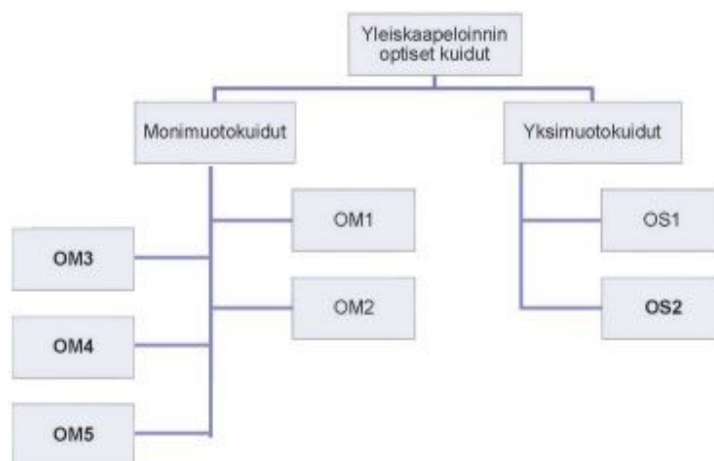 Yleiskaapeloinnin
optiset kuidut
Monimuotokuidut
Yksimuotokuidut
OM1
OS1
OM3
OM2
OS2
OM4
OM5